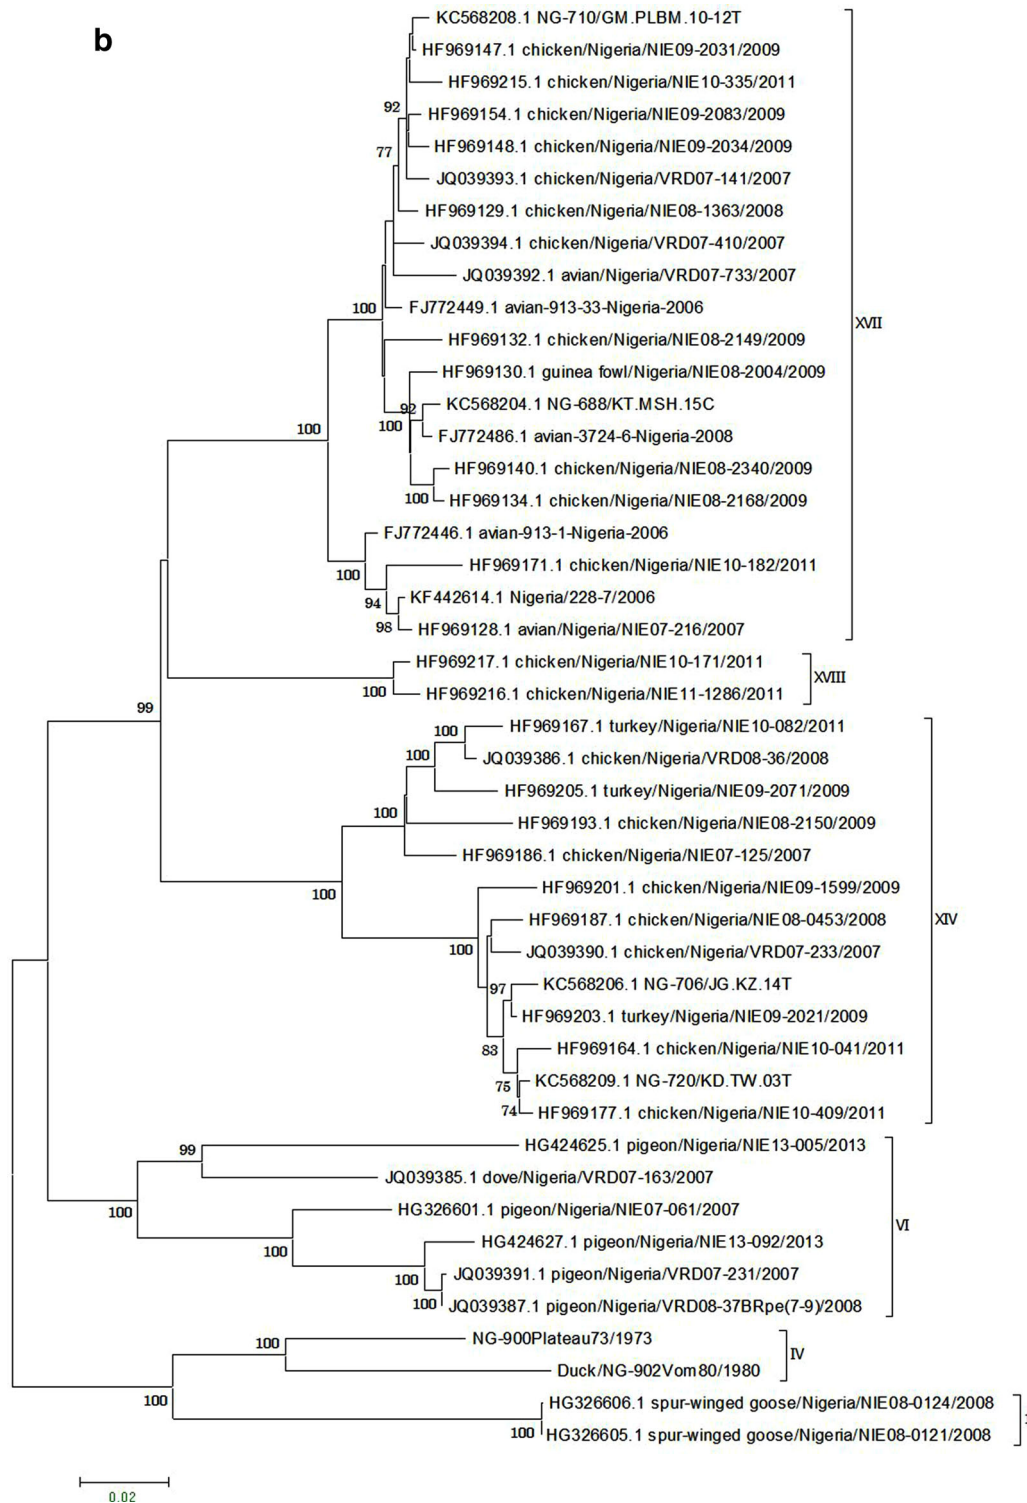 b
KC568208.1 NG-710/GM.PLBM.10-12T
HF969147.1 chicken/Nigeria/NIE09-2031/2009
HF969215.1 chicken/Nigeria/NIE10-335/2011
92
HF969154.1 chicken/Nigeria/NIE09-2083/2009
HF969148.1 chicken/Nigeria/NIE09-2034/2009
77
JQ039393.1 chicken/Nigeria/VRD07-141/2007
HF969129.1 chicken/Nigeria/NIE08-1363/2008
JQ039394.1 chicken/Nigeria/VRD07-410/2007
JQ039392.1 avian/Nigeria/VRD07-733/2007
100
FJ772449.1 avian-913-33-Nigeria-2006
XVII
HF969132.1 chicken/Nigeria/NIE08-2149/2009
HF969130.1 guinea fowl/Nigeria/NIE08-2004/2009
92
KC568204.1 NG-688/KT.MSH.15C
100
100
FJ772486.1 avian-3724-6-Nigeria-2008
HF969140.1 chicken/Nigeria/NIE08-2340/2009
100
HF969134.1 chicken/Nigeria/NIE08-2168/2009
FJ772446.1 avian-913-1-Nigeria-2006
100
HF969171.1 chicken/Nigeria/NIE10-182/2011
94
KF442614.1 Nigeria/228-7/2006
98
HF969128.1 avian/Nigeria/NIE07-216/2007
HF969217.1 chicken/Nigeria/NIE10-171/2011
XVIII
100
HF969216.1 chicken/Nigeria/NIE11-1286/2011
99
100
HF969167.1 turkey/Nigeria/NIE10-082/2011
100
JQ039386.1 chicken/Nigeria/VRD08-36/2008
HF969205.1 turkey/Nigeria/NIE09-2071/2009
100
HF969193.1 chicken/Nigeria/NIE08-2150/2009
HF969186.1 chicken/Nigeria/NIE07-125/2007
100
HF969201.1 chicken/Nigeria/NIE09-1599/2009
HF969187.1 chicken/Nigeria/NIE08-0453/2008
XIV
100
JQ039390.1 chicken/Nigeria/VRD07-233/2007
97
KC568206.1 NG-706/JG.KZ.14T
HF969203.1 turkey/Nigeria/NIE09-2021/2009
83
HF969164.1 chicken/Nigeria/NIE10-041/2011
75
KC568209.1 NG-720/KD.TW.03T
74
HF969177.1 chicken/Nigeria/NIE10-409/2011
99
HG424625.1 pigeon/Nigeria/NIE13-005/2013
JQ039385.1 dove/Nigeria/VRD07-163/2007
100
HG326601.1 pigeon/Nigeria/NIE07-061/2007
VI
100
HG424627.1 pigeon/Nigeria/NIE13-092/2013
100
JQ039391.1 pigeon/Nigeria/VRD07-231/2007
100
JQ039387.1 pigeon/Nigeria/VRD08-37BRpe(7-9)/2008
100
NG-900Plateau73/1973
IV
Duck/NG-902Vom80/1980
100
HG326606.1 spur-winged goose/Nigeria/NIE08-0124/2008
100
HG326605.1 spur-winged goose/Nigeria/NIE08-0121/2008
0.02